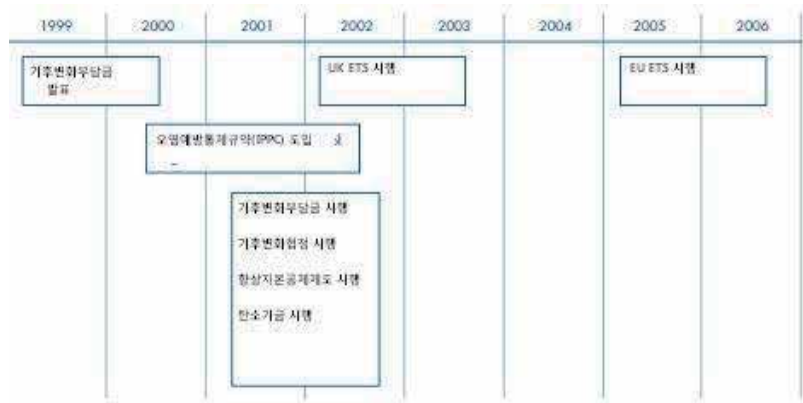 1999 2000 2001 2002 2003 2004 2005 2006
기후변화부담금
발표
UK ETS 시행
EU ETS 시행
오염예방통제규약(IPPC) 도입
기후변화부담금 시행
기후변화협정 시행
향상자본공제제도 시행
탄소기금 시행